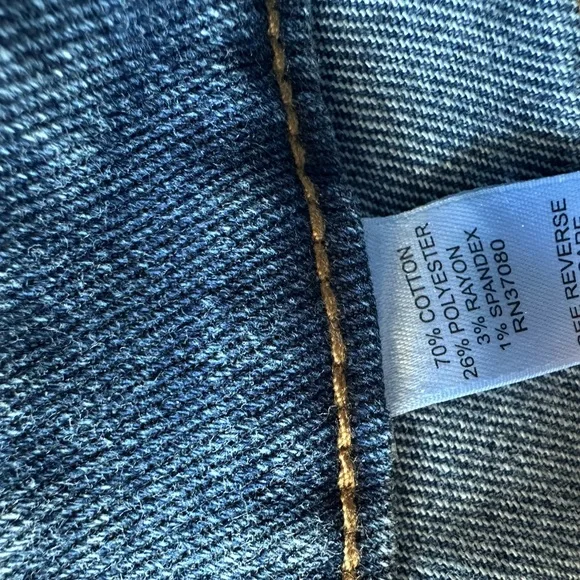 70% COTTON
26% POLYESTER
3% RAYON
1% SPANDEX
RN37080
SEE REVERSE